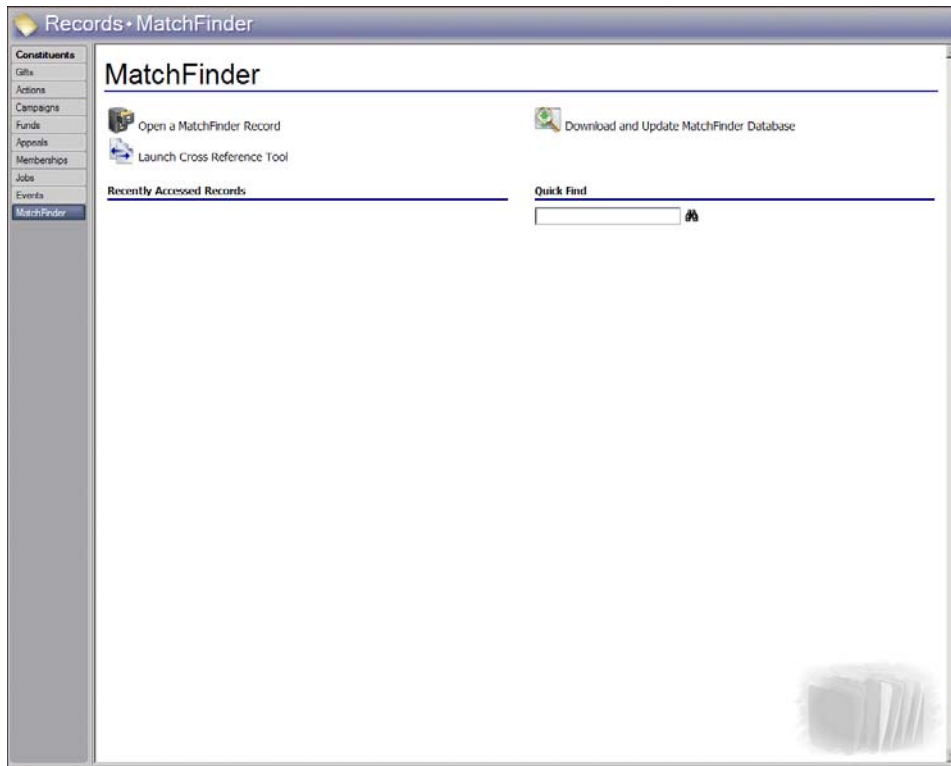 Records • MatchFinder
Constituents
Gifts
Actions
Campaigns
Funds
Appeals
Memberships
Jobs
Events
MatchFinder
MatchFinder
Open a MatchFinder Record
Download and Update MatchFinder Database
Launch Cross Reference Tool
Recently Accessed Records
Quick Find